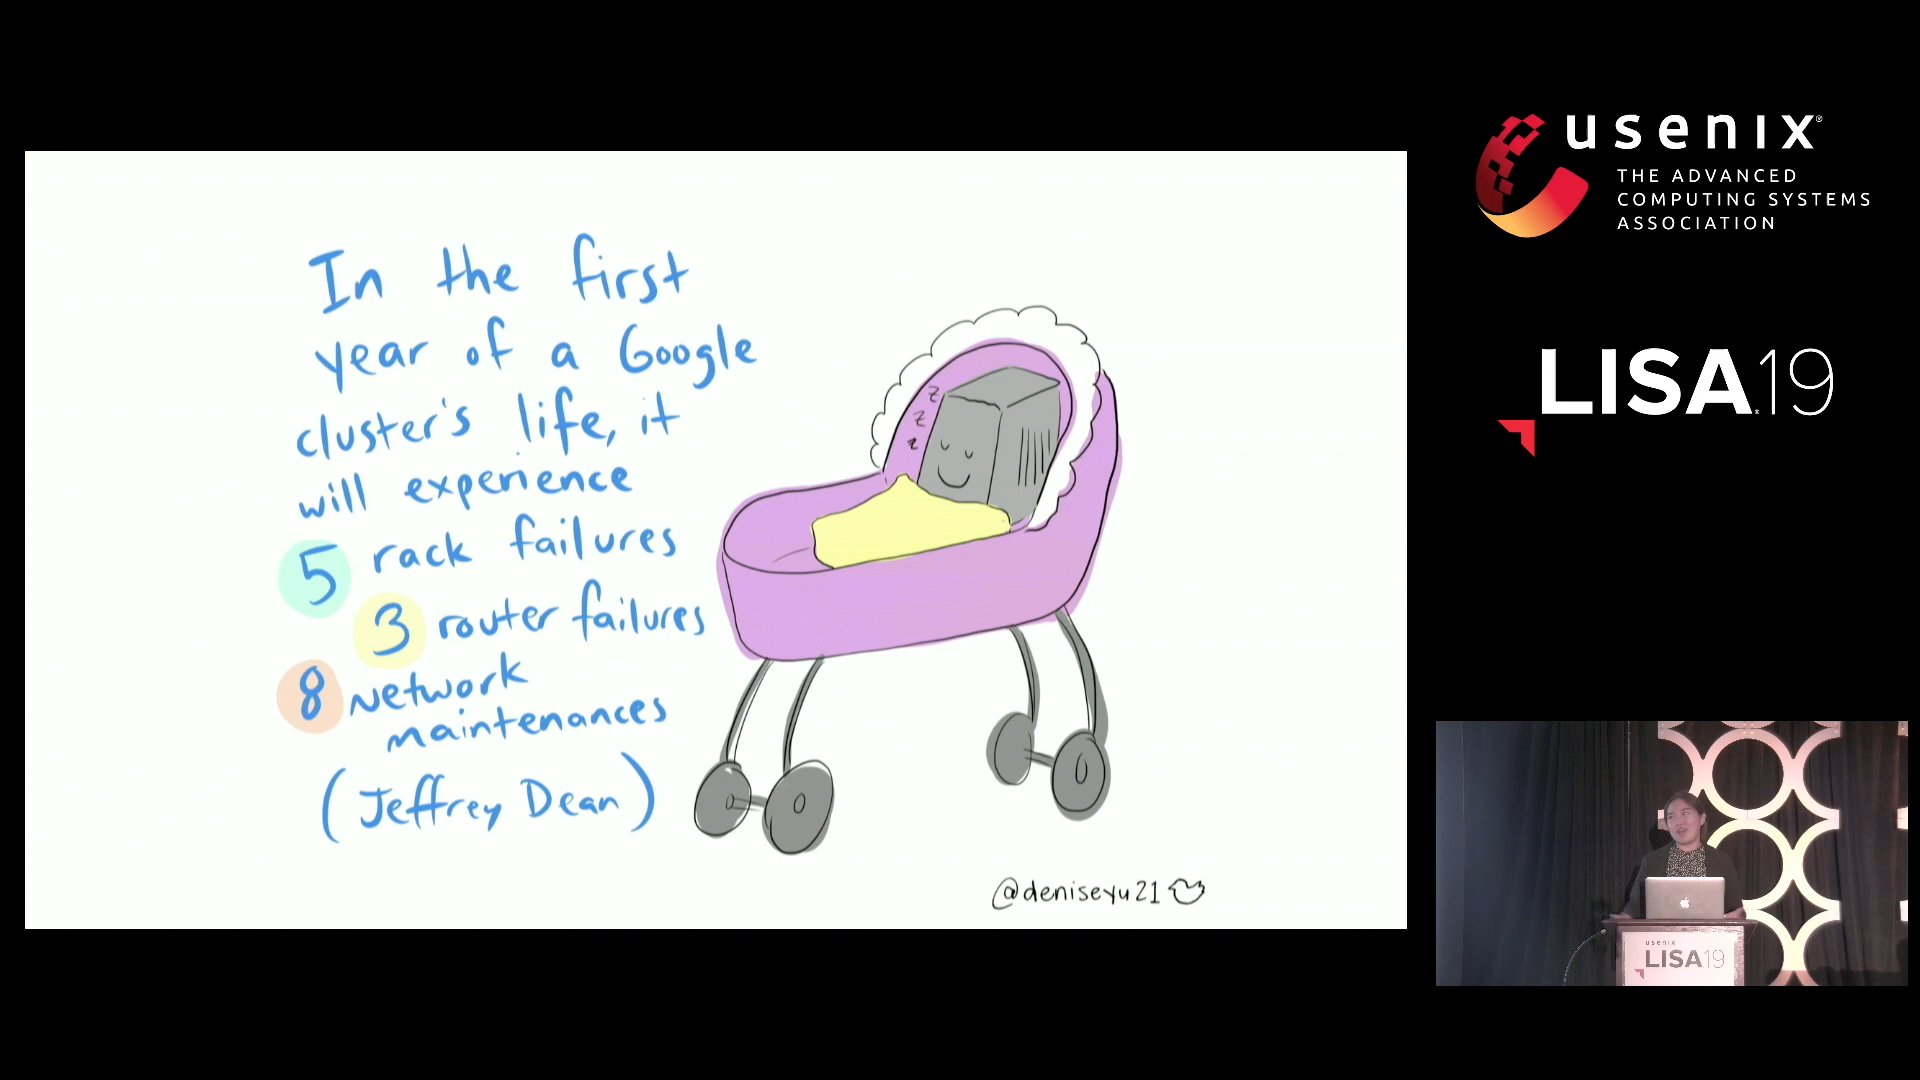 In the first
year of a Google
cluster's life, it
will experience
5 rack failures
3 router failures
8 network
maintenances
(Jeffrey Dean)
z
z
z
@deniseyu21
usenix®
THE ADVANCED
COMPUTING SYSTEMS
ASSOCIATION
LISA19
usenix
LISA19